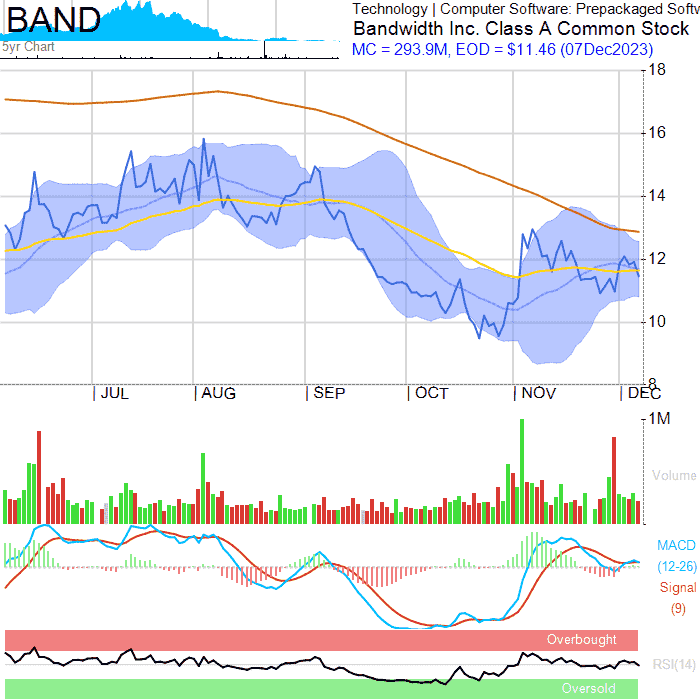 BAND
5yr Chart
Technology | Computer Software: Prepackaged Softw
Bandwidth Inc. Class A Common Stock
MC = 293.9M, EOD = $11.46 (07Dec2023)
18
16
14
12
10
8
JUL
AUG
SEP
OCT
NOV
DEC
1M
Volume
MACD
(12-26)
Signal
(9)
Overbought
RSI(14)
Oversold